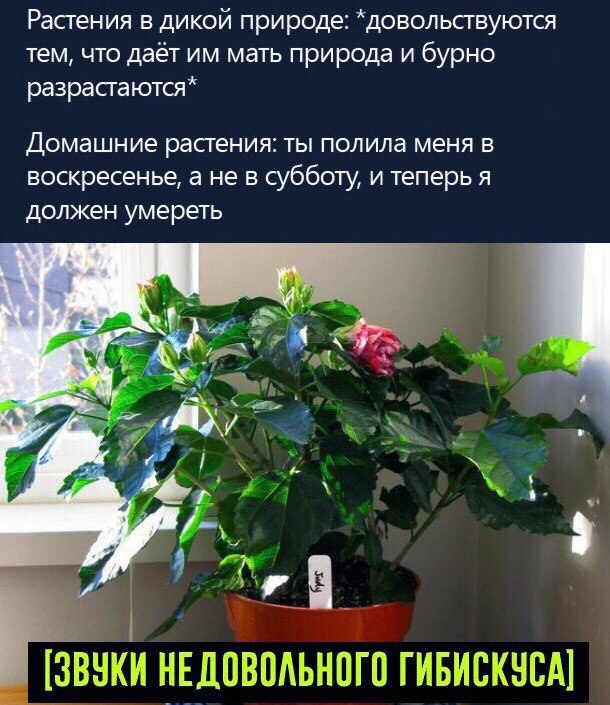 Растения в дикой природе: *довольствуются
тем, что даёт им мать природа и бурно
разрастаются*
Домашние растения: ты полила меня в
воскресенье, а не в субботу, и теперь я
должен умереть
Judy
[ЗВУКИ НЕДОВОЛЬНОГО ГИБИСКУСА]